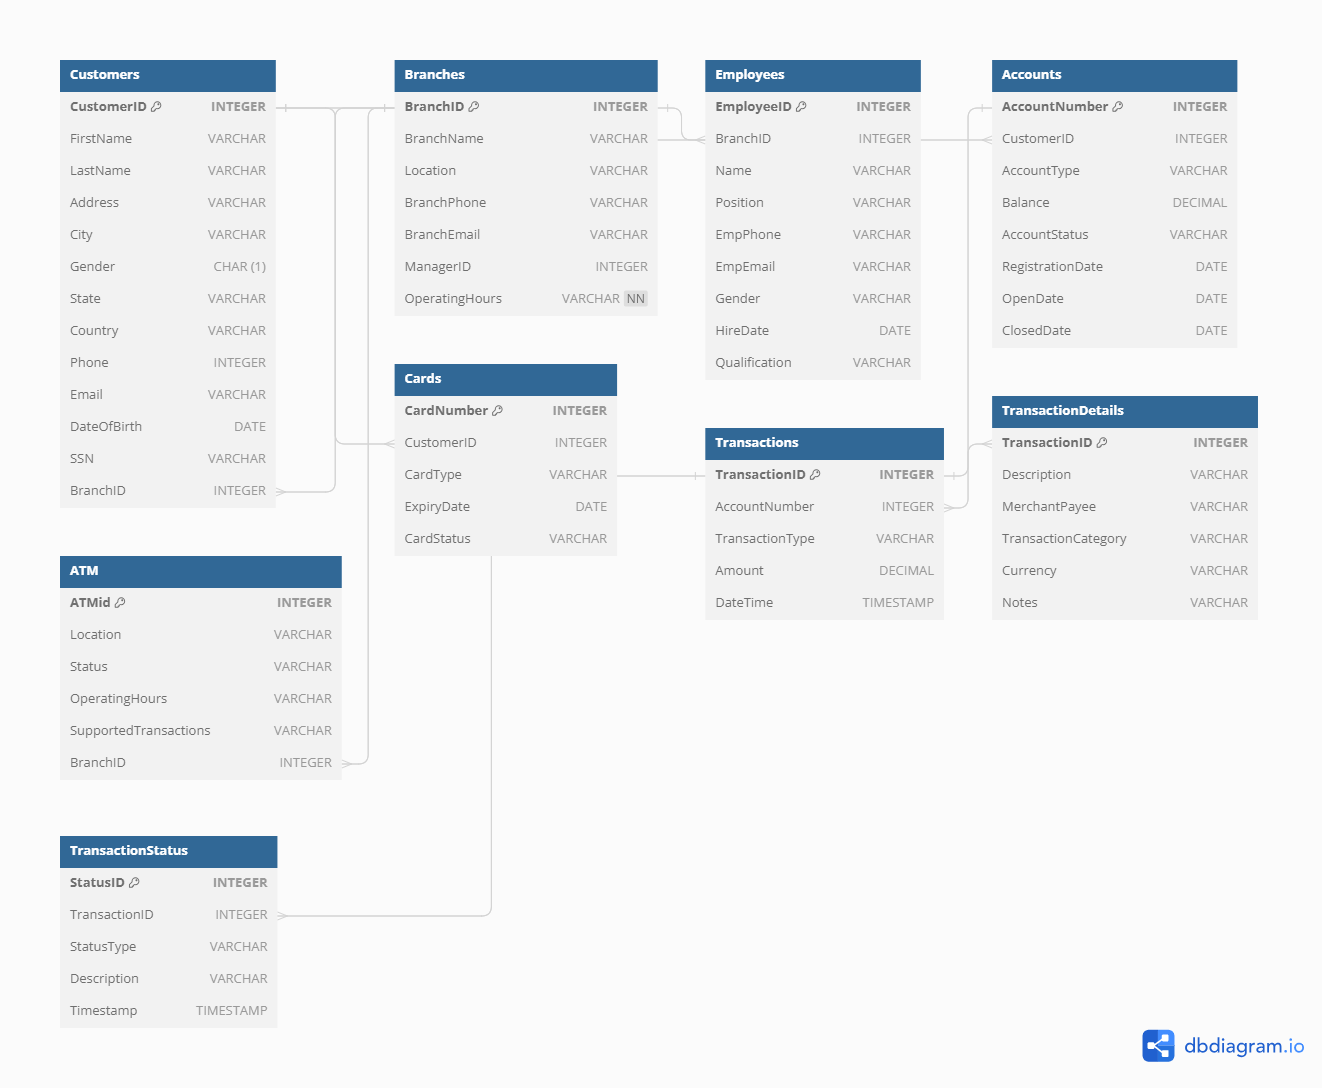 Customers
CustomerID INTEGER
FirstName VARCHAR
LastName VARCHAR
Address VARCHAR
City VARCHAR
Gender CHAR (1)
State VARCHAR
Country VARCHAR
Phone INTEGER
Email VARCHAR
DateOfBirth DATE
SSN VARCHAR
BranchID INTEGER
Branches
BranchID INTEGER
BranchName VARCHAR
Location VARCHAR
BranchPhone VARCHAR
BranchEmail VARCHAR
ManagerID INTEGER
OperatingHours VARCHAR NN
Employees
EmployeeID INTEGER
BranchID INTEGER
Name VARCHAR
Position VARCHAR
EmpPhone VARCHAR
EmpEmail VARCHAR
Gender VARCHAR
HireDate DATE
Qualification VARCHAR
Accounts
AccountNumber INTEGER
CustomerID INTEGER
AccountType VARCHAR
Balance DECIMAL
AccountStatus VARCHAR
RegistrationDate DATE
OpenDate DATE
ClosedDate DATE
Cards
CardNumber INTEGER
CustomerID INTEGER
CardType VARCHAR
ExpiryDate DATE
CardStatus VARCHAR
Transactions
TransactionID INTEGER
AccountNumber INTEGER
TransactionType VARCHAR
Amount DECIMAL
DateTime TIMESTAMP
TransactionDetails
TransactionID INTEGER
Description VARCHAR
MerchantPayee VARCHAR
TransactionCategory VARCHAR
Currency VARCHAR
Notes VARCHAR
ATM
ATMid INTEGER
Location VARCHAR
Status VARCHAR
OperatingHours VARCHAR
SupportedTransactions VARCHAR
BranchID INTEGER
TransactionStatus
StatusID INTEGER
TransactionID INTEGER
StatusType VARCHAR
Description VARCHAR
Timestamp TIMESTAMP
dbdiagram.io